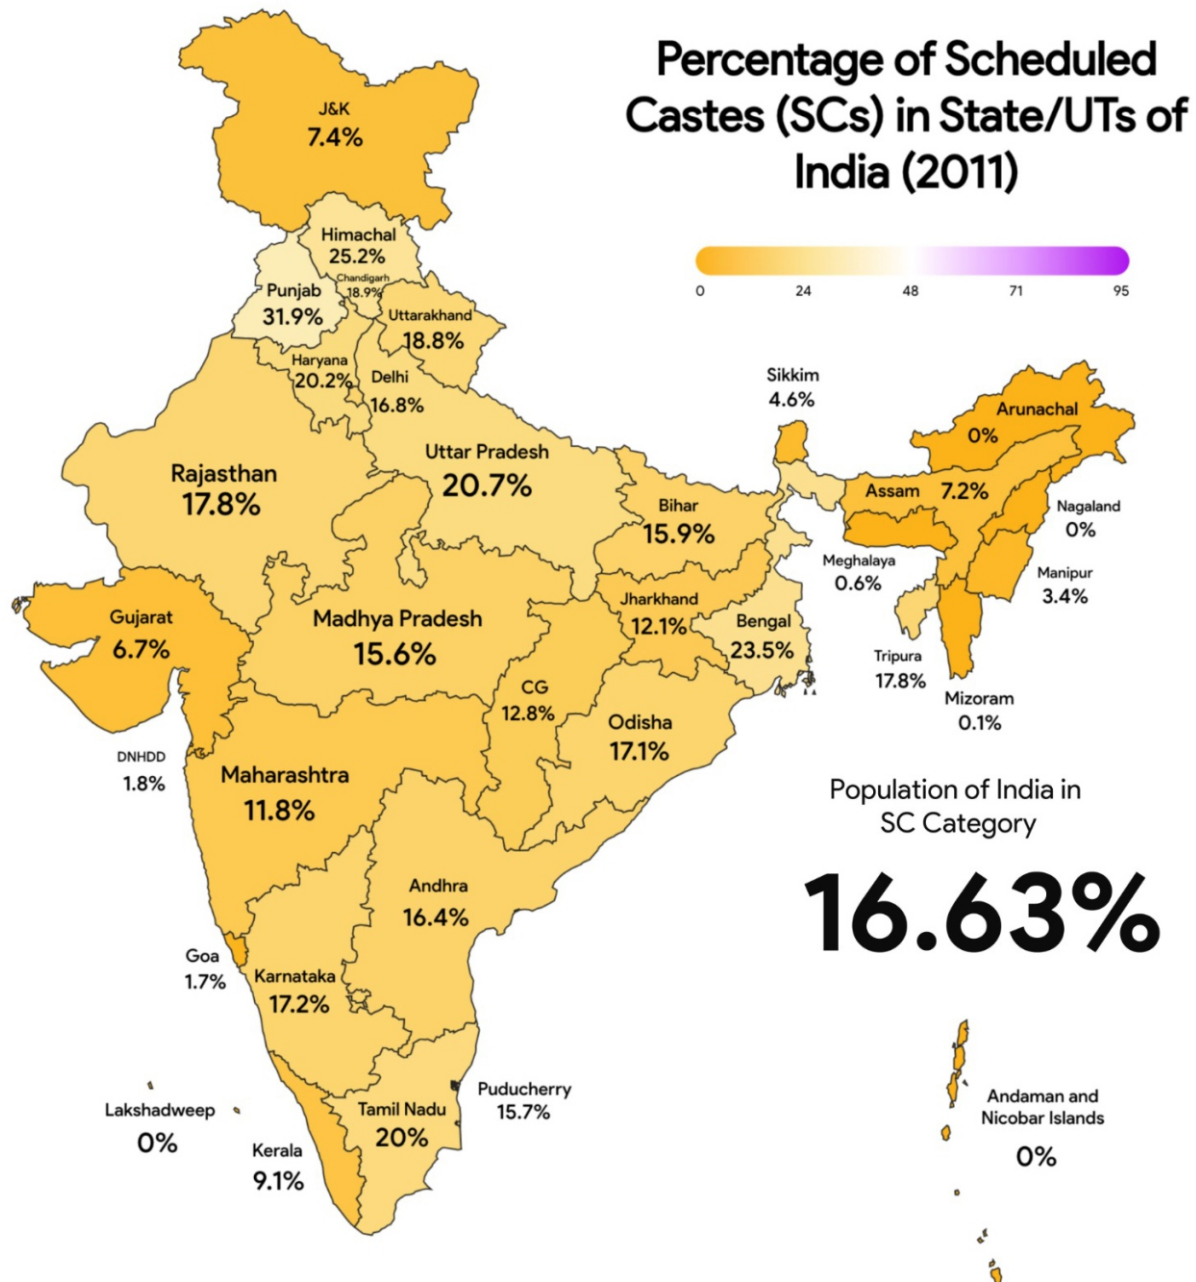 Percentage of Scheduled
Castes (SCs) in State/UTs of
India (2011)
0 24 48 71 95
J&K
7.4%
Himachal
25.2%
Chandigarh
18.9%
Punjab
31.9%
Uttarakhand
18.8%
Haryana
20.2%
Delhi
16.8%
Rajasthan
17.8%
Uttar Pradesh
20.7%
Bihar
15.9%
Sikkim
4.6%
Arunachal
0%
Assam 7.2%
Nagaland
0%
Meghalaya
0.6%
Manipur
3.4%
Tripura
17.8%
Mizoram
0.1%
Gujarat
6.7%
Madhya Pradesh
15.6%
Jharkhand
12.1%
Bengal
23.5%
CG
12.8%
Odisha
17.1%
DNHDD
1.8%
Maharashtra
11.8%
Population of India in
SC Category
16.63%
Andhra
16.4%
Goa
1.7%
Karnataka
17.2%
Lakshadweep
0%
Kerala
9.1%
Tamil Nadu
20%
Puducherry
15.7%
Andaman and
Nicobar Islands
0%